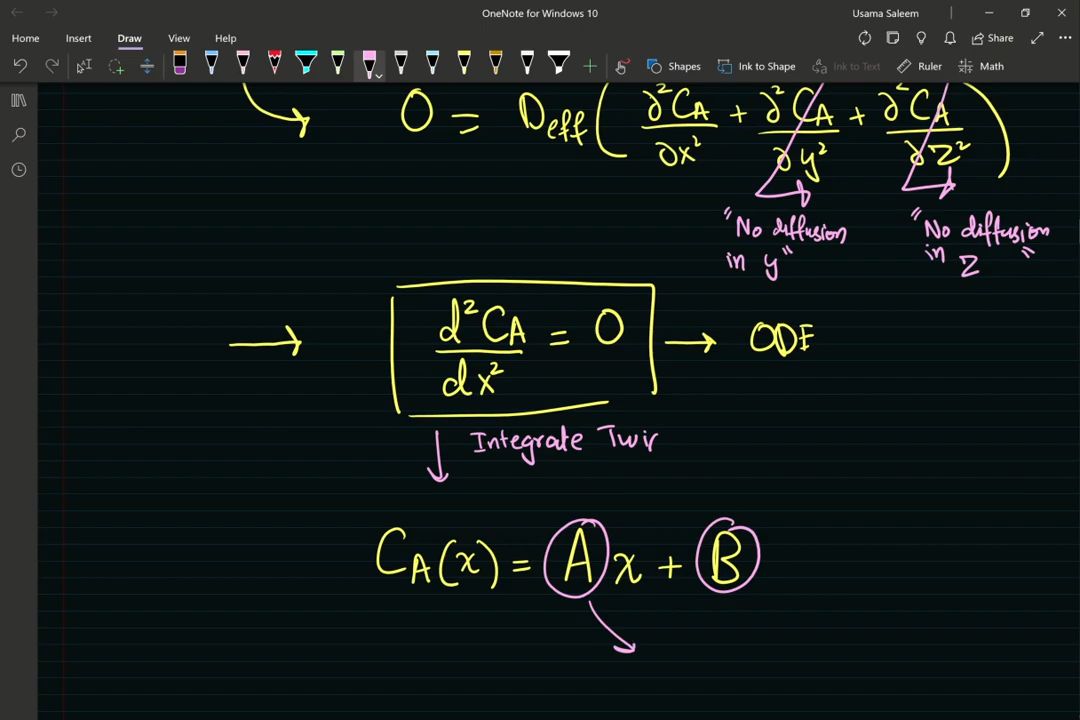 OneNote for Windows 10
Usama Saleem
Home Insert Draw View Help
Share
Shapes Ink to Shape Ink to Text Ruler Math
0 = Deff ( ∂²CA/∂x² + ∂²CA/∂y² + ∂²CA/∂z² )
"No diffusion in y"
"No diffusion in z"
→ d²CA/dx² = 0 → ODE
↓ Integrate Twic
CA(x) = Ax + B